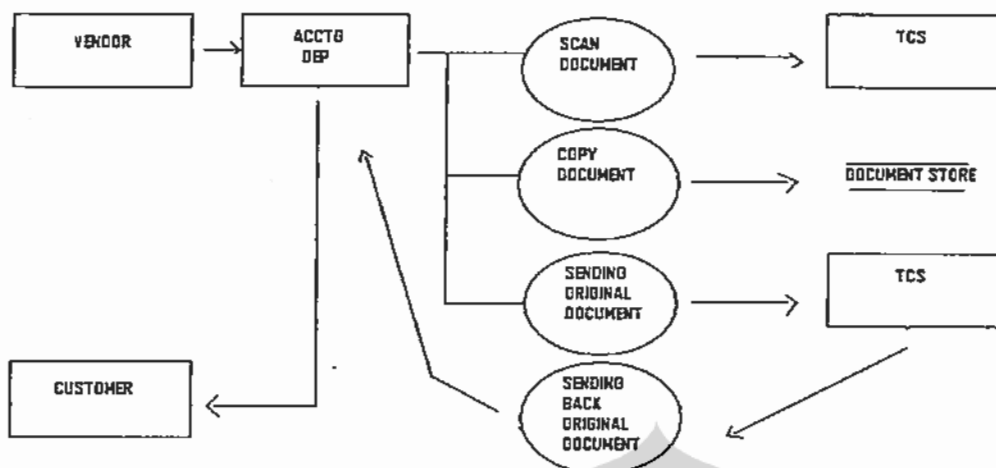 VENDOR
ACCTG
DEP
SCAN
DOCUMENT
TCS
COPY
DOCUMENT
DOCUMENT STORE
SENDING
ORIGINAL
DOCUMENT
TCS
CUSTOMER
SENDING
BACK
ORIGINAL
DOCUMENT